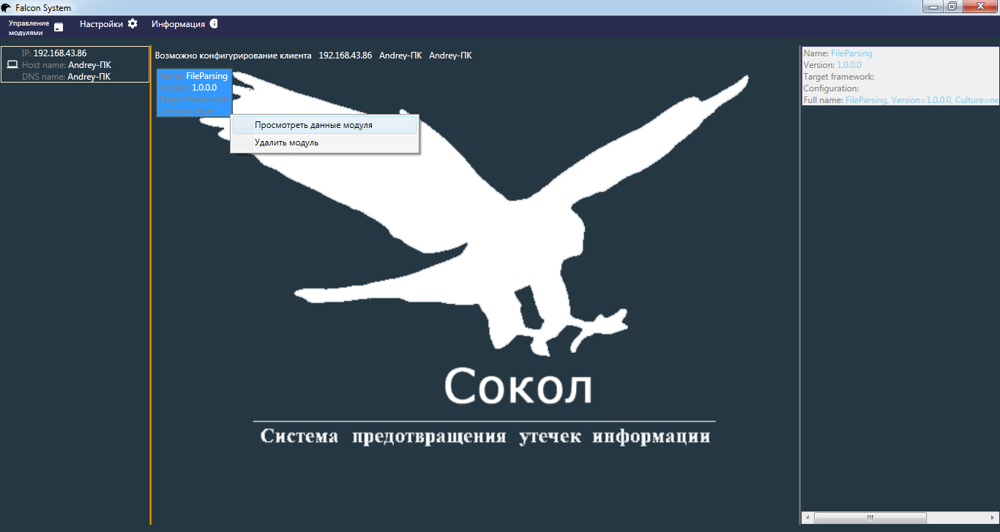 Falcon System
Управление модулями
Настройки
Информация
IP: 192.168.43.86
Host name: Andrey-ПК
DNS name: Andrey-ПК
Возможно конфигурирование клиента 192.168.43.86 Andrey-ПК Andrey-ПК
Name: FileParsing
Version: 1.0.0.0
Target framework:
Configuration:
Просмотреть данные модуля
Удалить модуль
Сокол
Система предотвращения утечек информации
Name: FileParsing
Version: 1.0.0.0
Target framework:
Configuration:
Full name: FileParsing, Version=1.0.0.0, Culture=ne